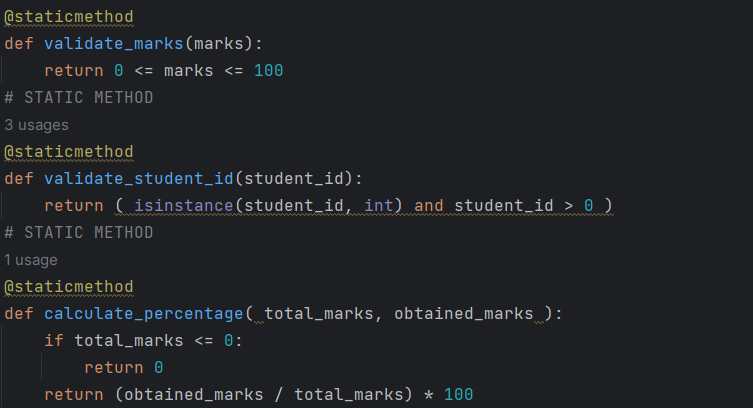 @staticmethod
def validate_marks(marks):
    return 0 <= marks <= 100
# STATIC METHOD
3 usages
@staticmethod
def validate_student_id(student_id):
    return ( isinstance(student_id, int) and student_id > 0 )
# STATIC METHOD
1 usage
@staticmethod
def calculate_percentage( total_marks, obtained_marks ):
    if total_marks <= 0:
        return 0
    return (obtained_marks / total_marks) * 100